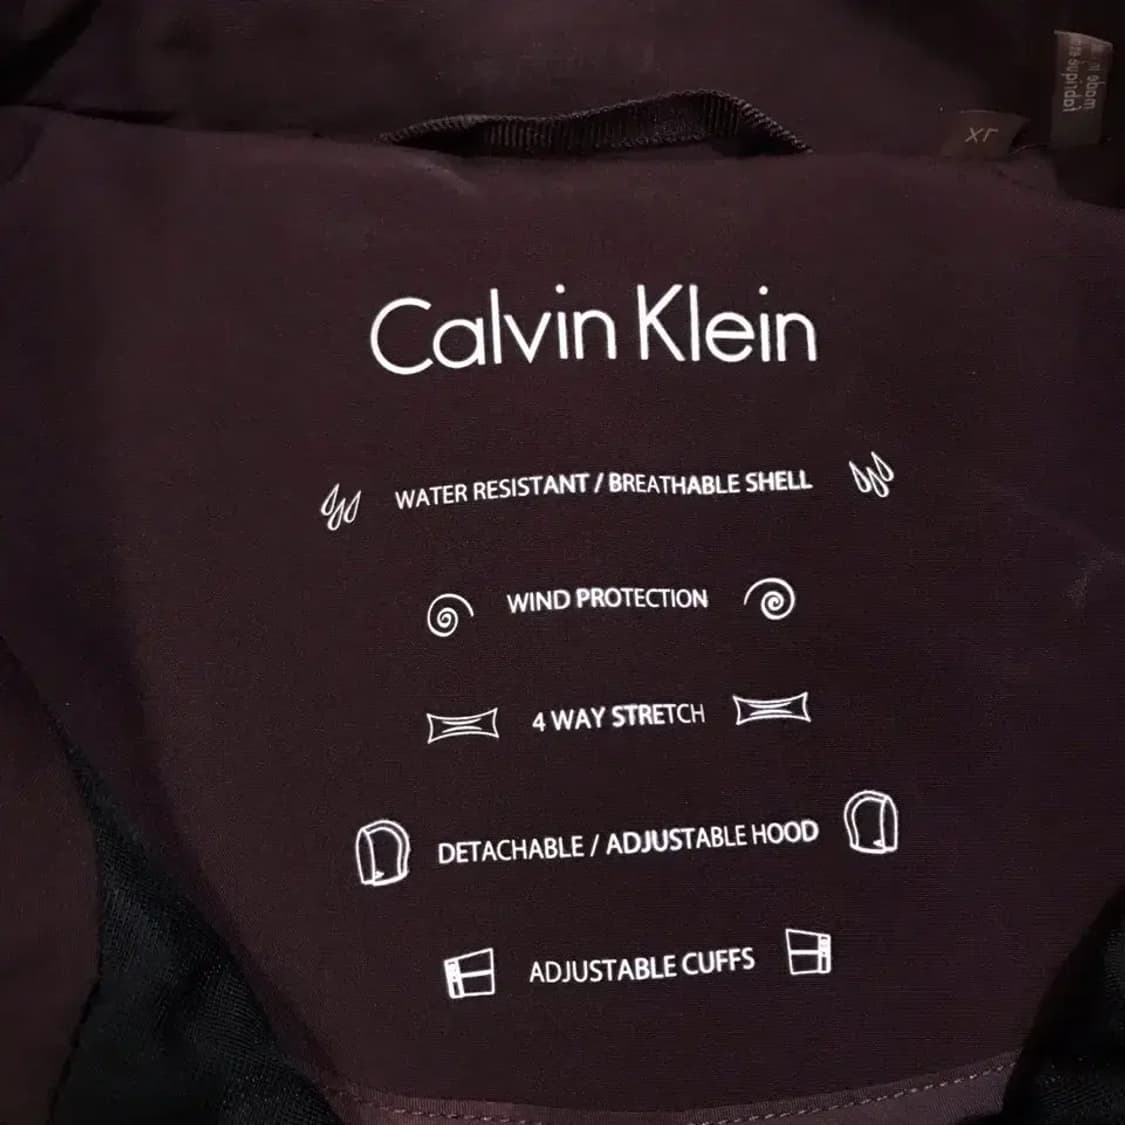 XL
Calvin Klein
WATER RESISTANT / BREATHABLE SHELL
WIND PROTECTION
4 WAY STRETCH
DETACHABLE / ADJUSTABLE HOOD
ADJUSTABLE CUFFS